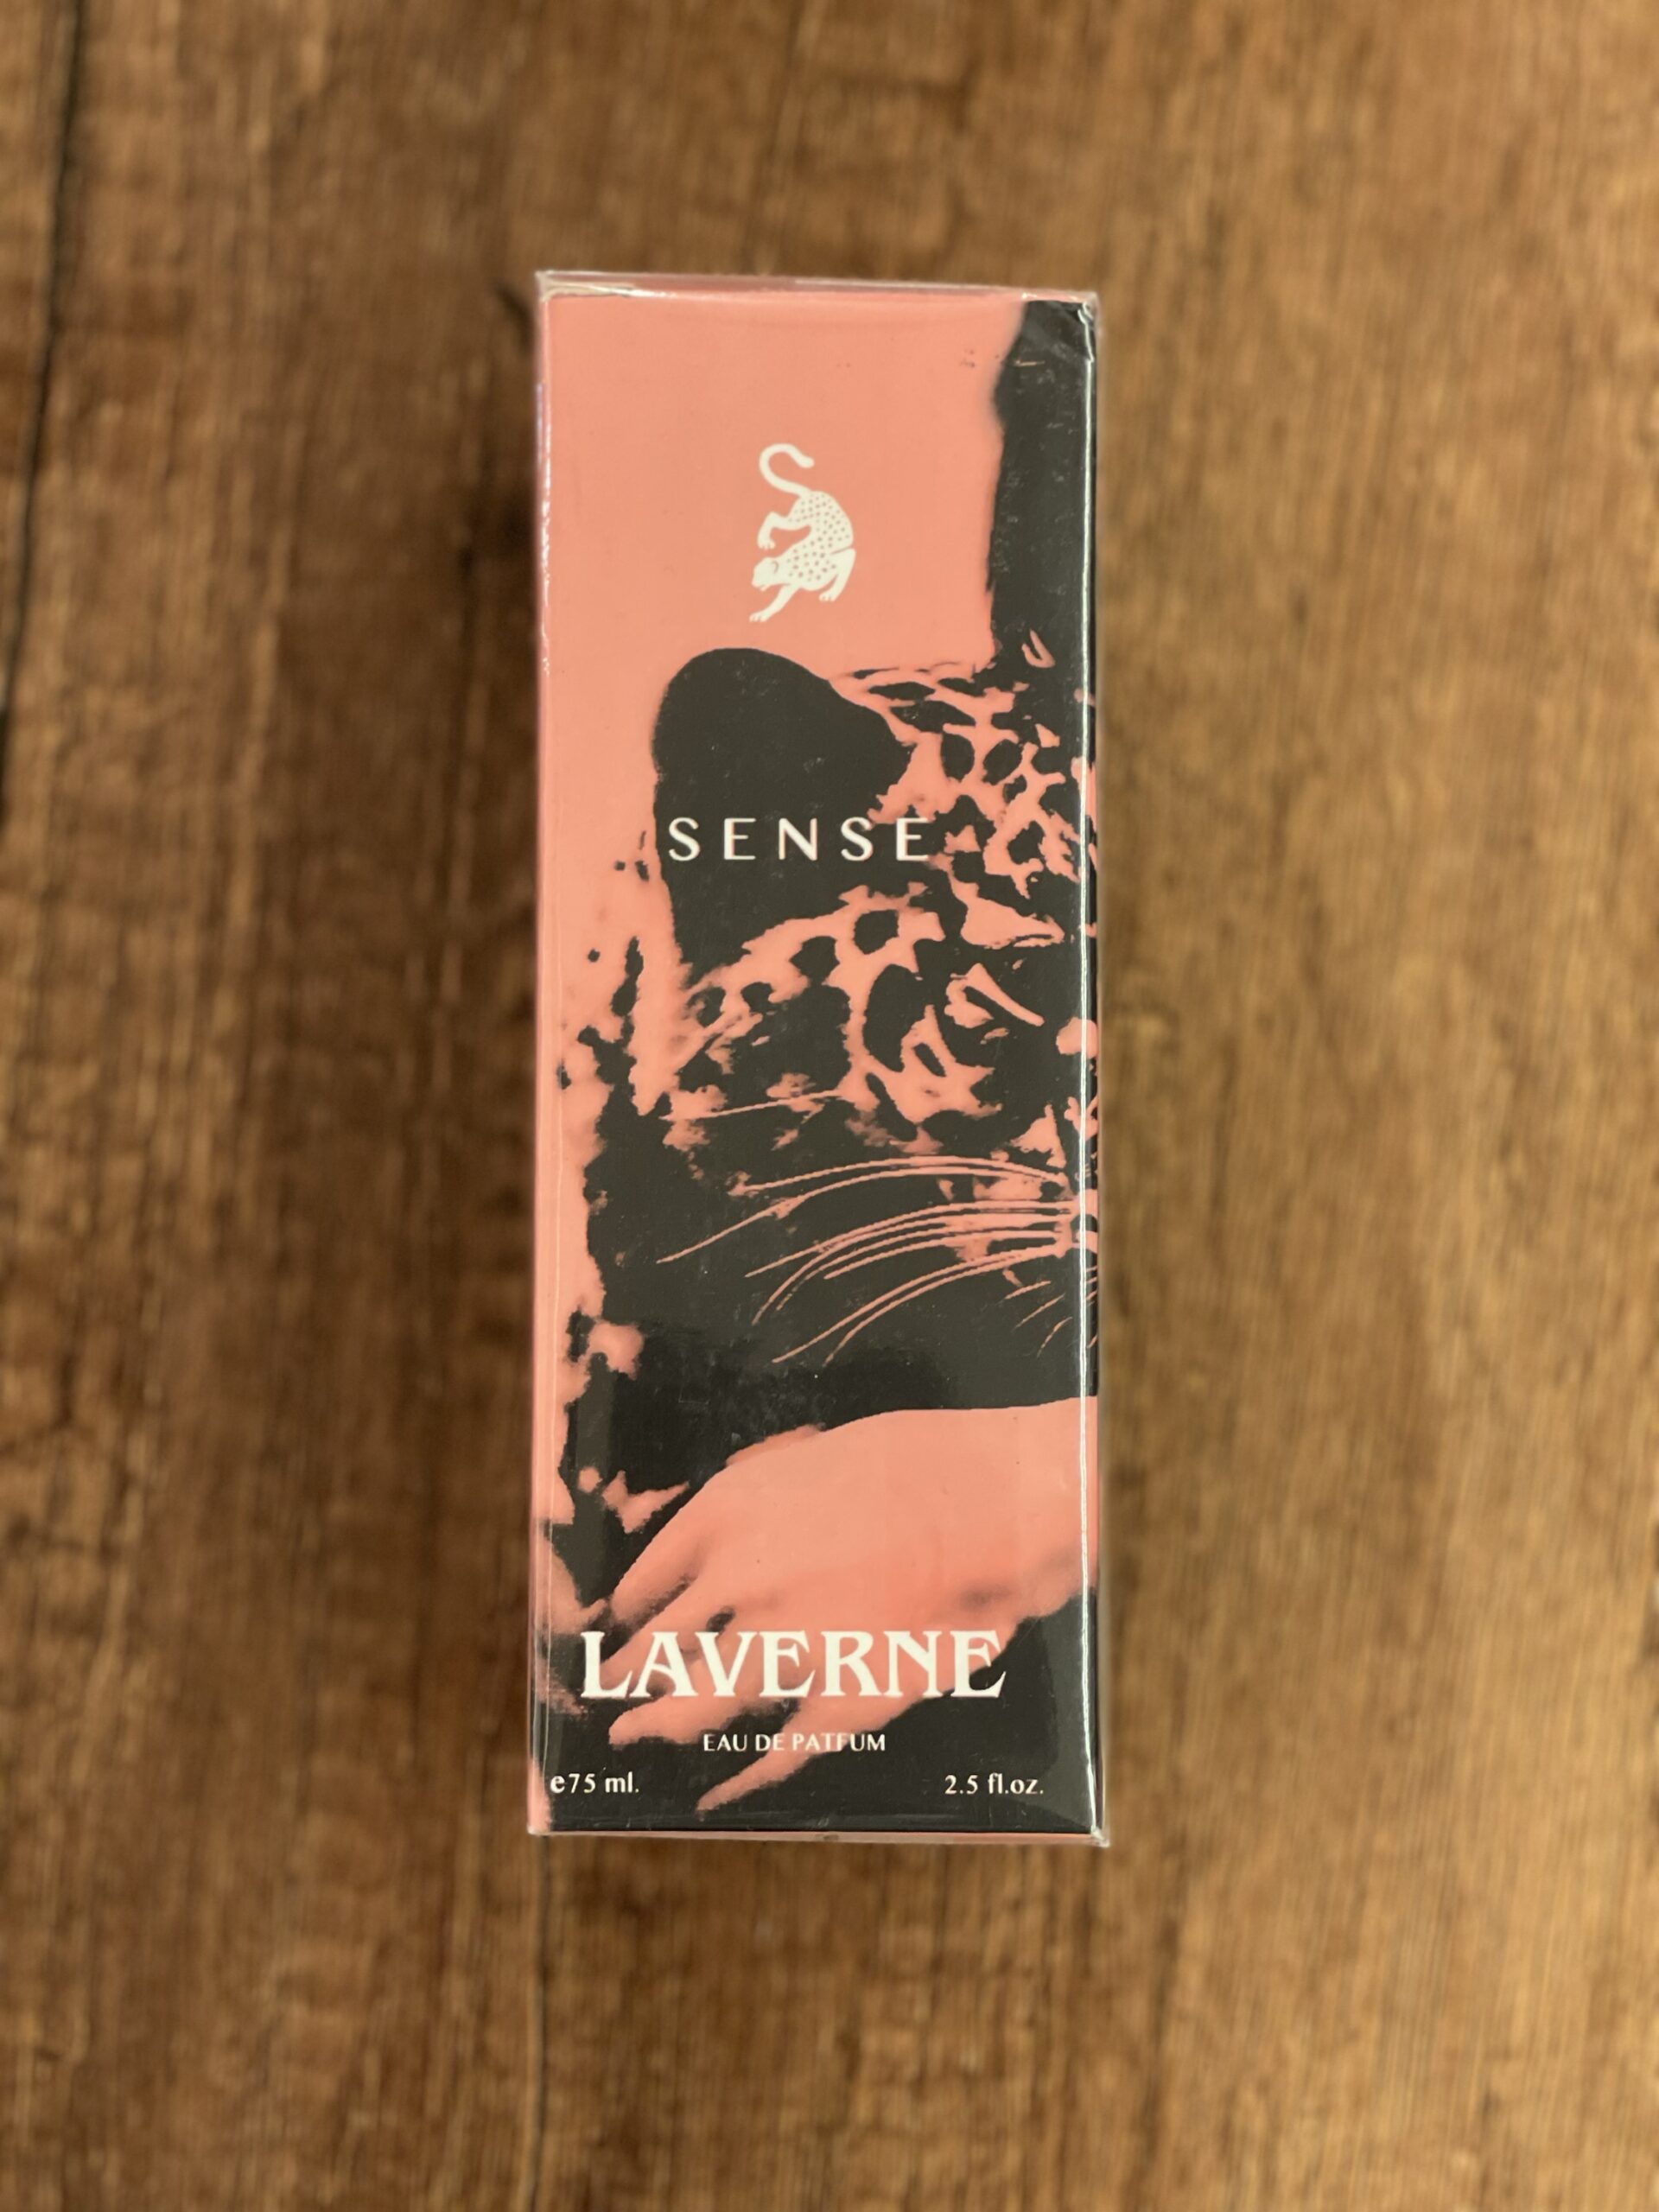 SENSE
LAVERNE
EAU DE PATFUM
e75 ml.
2.5 fl.oz.